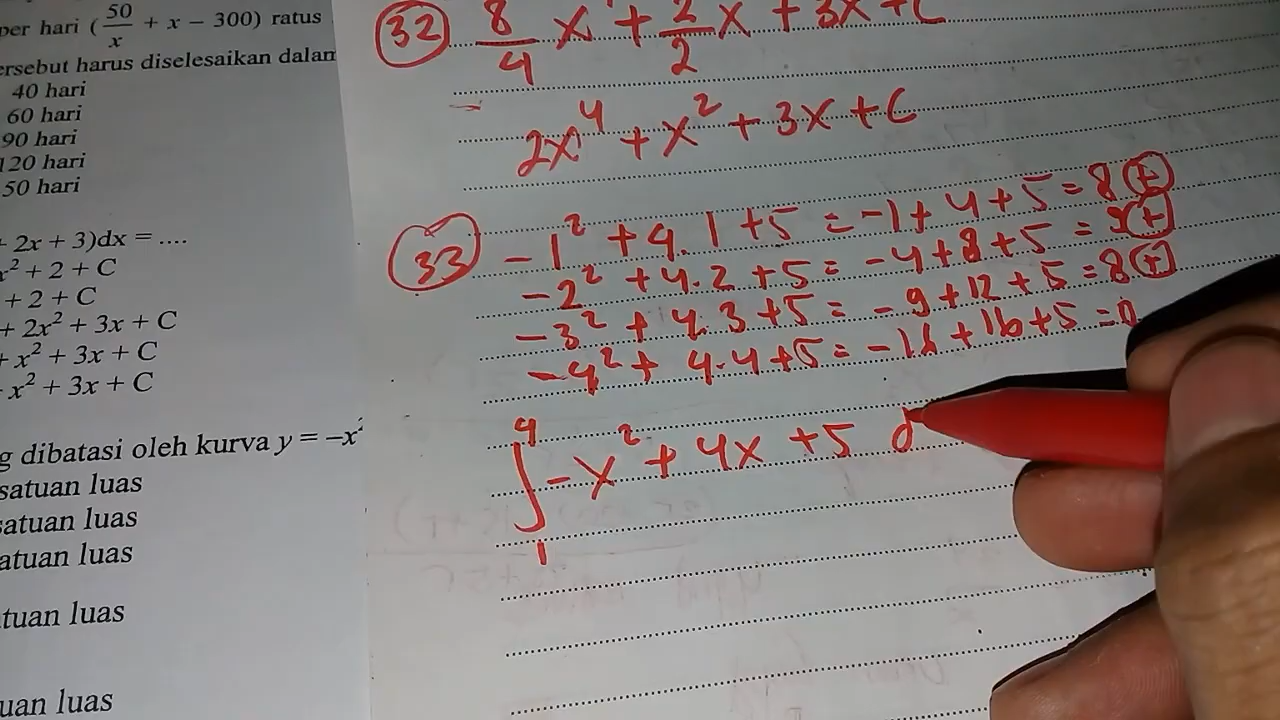 per hari (50/x + x − 300) ratus
ersebut harus diselesaikan dalam
40 hari
60 hari
90 hari
120 hari
50 hari
+ 2x + 3)dx = ....
x² + 2 + C
+ 2 + C
+ 2x² + 3x + C
+ x² + 3x + C
x² + 3x + C
g dibatasi oleh kurva y = −x²
satuan luas
satuan luas
atuan luas
tuan luas
uan luas
32 8/4 x + 2/2 x + 3x + C
2x⁴ + x² + 3x + C
33 −1² + 4.1 + 5 = −1 + 4 + 5 = 8 +
−2² + 4.2 + 5 = −4 + 8 + 5 = 9 +
−3² + 4.3 + 5 = −9 + 12 + 5 = 8 +
−4² + 4.4 + 5 = −16 + 16 + 5 =
∫₁⁴ −x² + 4x + 5 d